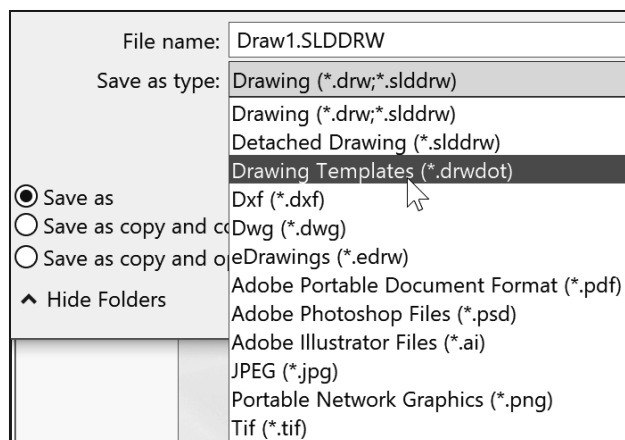 File name: Draw1.SLDDRW
Save as type: Drawing (*.drw;*.slddrw)
Drawing (*.drw;*.slddrw)
Detached Drawing (*.slddrw)
Drawing Templates (*.drwdot)
Save as
Dxf (*.dxf)
Save as copy and
Dwg (*.dwg)
Save as copy and
eDrawings (*.edrw)
Hide Folders
Adobe Portable Document Format (*.pdf)
Adobe Photoshop Files (*.psd)
Adobe Illustrator Files (*.ai)
JPEG (*.jpg)
Portable Network Graphics (*.png)
Tif (*.tif)